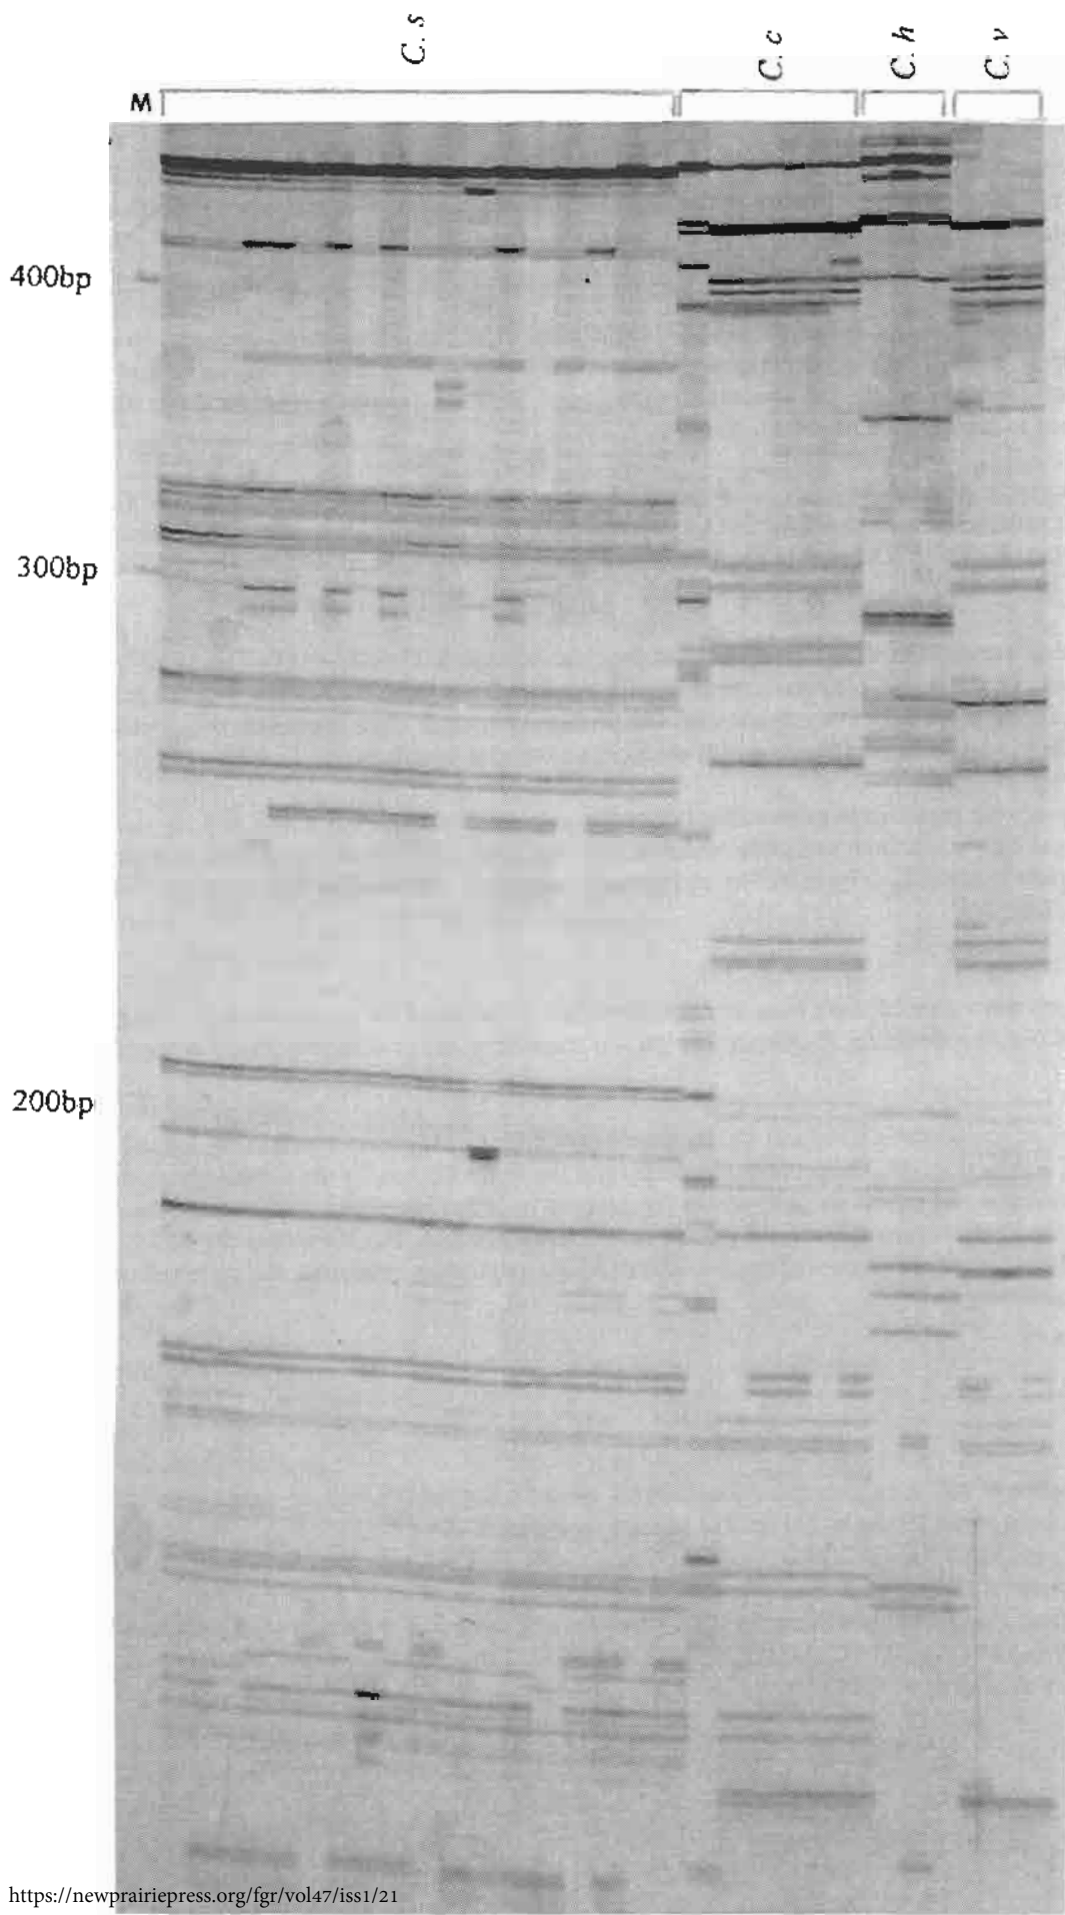 C. s
C. c
C. h
C. v
M
400bp
300bp
200bp
https://newprairiepress.org/fgr/vol47/iss1/21